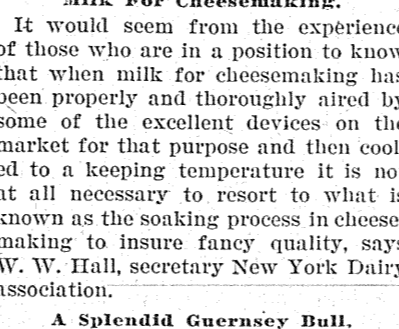 Milk For Cheesemaking.
It would seem from the experience
of those who are in a position to know
that when milk for cheesemaking has
been properly and thoroughly aired by
some of the excellent devices on the
market for that purpose and then cool-
ed to a keeping temperature it is not
at all necessary to resort to what is
known as the soaking process in cheese-
making to insure fancy quality, says
W. W. Hall, secretary New York Dairy
association.
A Splendid Guernsey Bull.